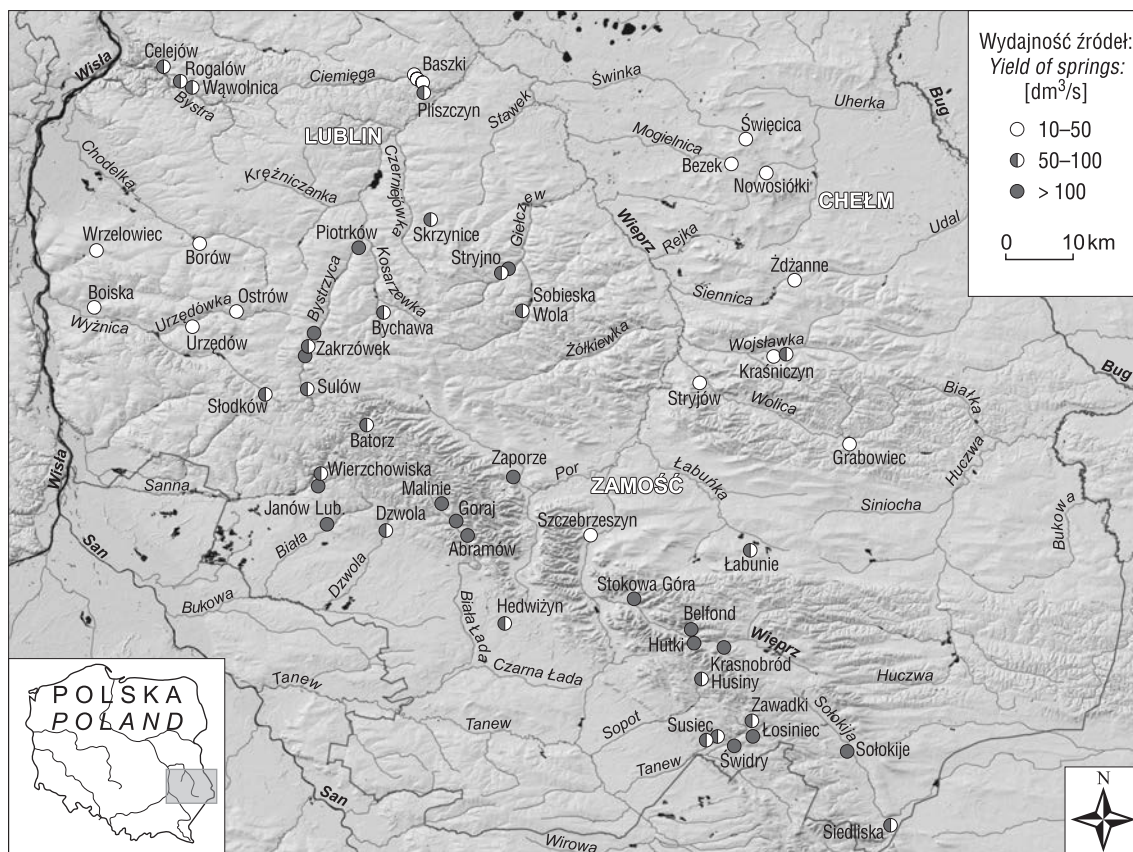 Wydajność źródeł:
Yield of springs:
[dm³/s]
10–50
50–100
> 100
0 10 km
Celejów
Rogalów
Wąwolnica
Bystra
Wisła
Ciemięga
Baszki
Pliszczyn
Stawek
Świnka
Uherka
Bug
LUBLIN
Mogielnica
Święcica
Bezek
Nowosiółki
CHEŁM
Chodelka
Krężniczanka
Czerniejówka
Skrzynice
Giełczew
Wieprz
Rejka
Udal
Wrzelowiec
Borów
Piotrków
Kosarzewka
Stryjno
Żdżanne
Sobieska
Wola
Siennica
Boiska
Wyżnica
Urzędówka
Ostrów
Urzędów
Bystrzyca
Bychawa
Zakrzówek
Żółkiewka
Wojsławka
Kraśniczyn
Bug
Słodków
Sulów
Stryjów
Wolica
Białka
Batorz
Grabowiec
Huczwa
Wisła
Sanna
Wierzchowiska
Zaporze
Por
ZAMOŚĆ
Łabuńka
Siniocha
Bukowa
Janów Lub.
Malinie
Goraj
Abramów
Dzwola
Szczebrzeszyn
Łabunie
San
Biała
Dzwola
Bukowa
Biała Łada
Hedwiżyn
Stokowa Góra
Belfond
Hutki
Krasnobród
Wieprz
Huczwa
Czarna Łada
Husiny
Tanew
Tanew
Sopot
Zawadki
Susiec
Łosiniec
Sołokija
Sołokije
Świdry
Tanew
San
Wirowa
Siedliska
POLSKA
POLAND
N